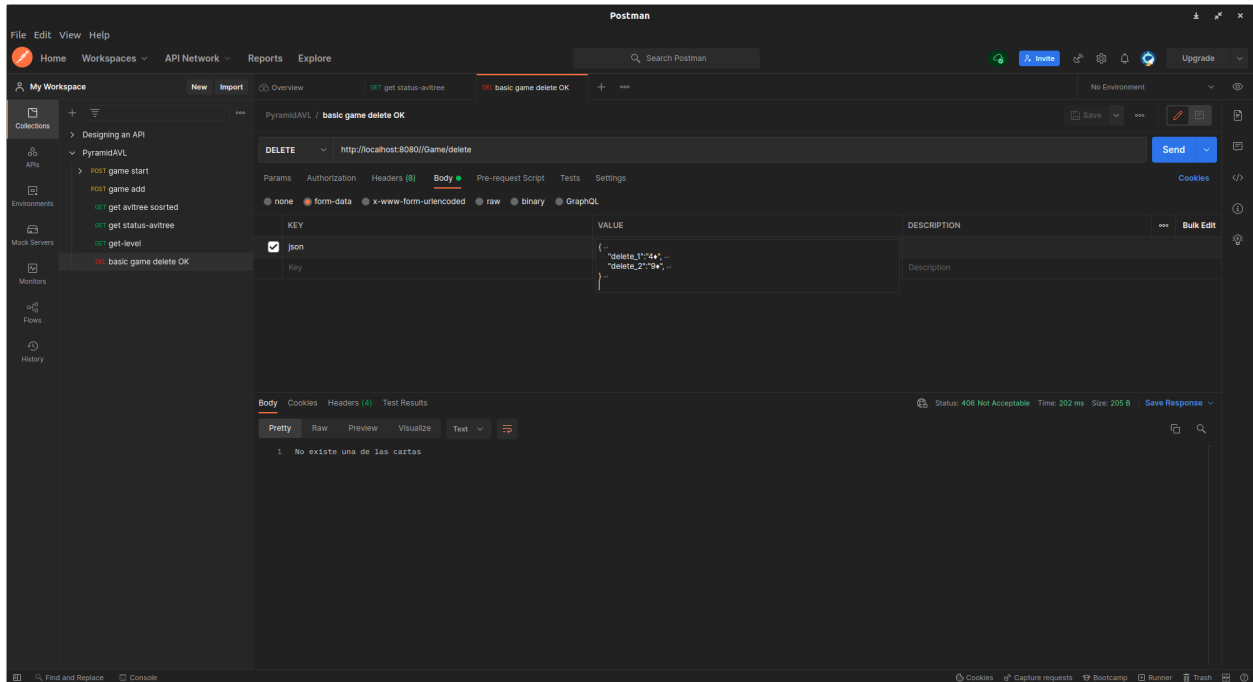 Postman
File Edit View Help
Home Workspaces API Network Reports Explore
Search Postman
Invite
Upgrade
My Workspace
New Import
Overview
GET get status-avltree
DEL basic game delete OK
No Environment
Collections
APIs
Environments
Mock Servers
Monitors
Flows
History
Designing an API
PyramidAVL
POST game start
POST game add
GET get avltree sosrted
GET get status-avltree
GET get-level
DEL basic game delete OK
PyramidAVL / basic game delete OK
Save
DELETE http://localhost:8080//Game/delete
Send
Params Authorization Headers (8) Body Pre-request Script Tests Settings
Cookies
none form-data x-www-form-urlencoded raw binary GraphQL
KEY VALUE DESCRIPTION Bulk Edit
json
{
"delete_1":"4♦",
"delete_2":"9♦",
}
Key
Description
Body Cookies Headers (4) Test Results
Status: 406 Not Acceptable Time: 202 ms Size: 205 B Save Response
Pretty Raw Preview Visualize Text
1 No existe una de las cartas
Find and Replace Console
Cookies Capture requests Bootcamp Runner Trash